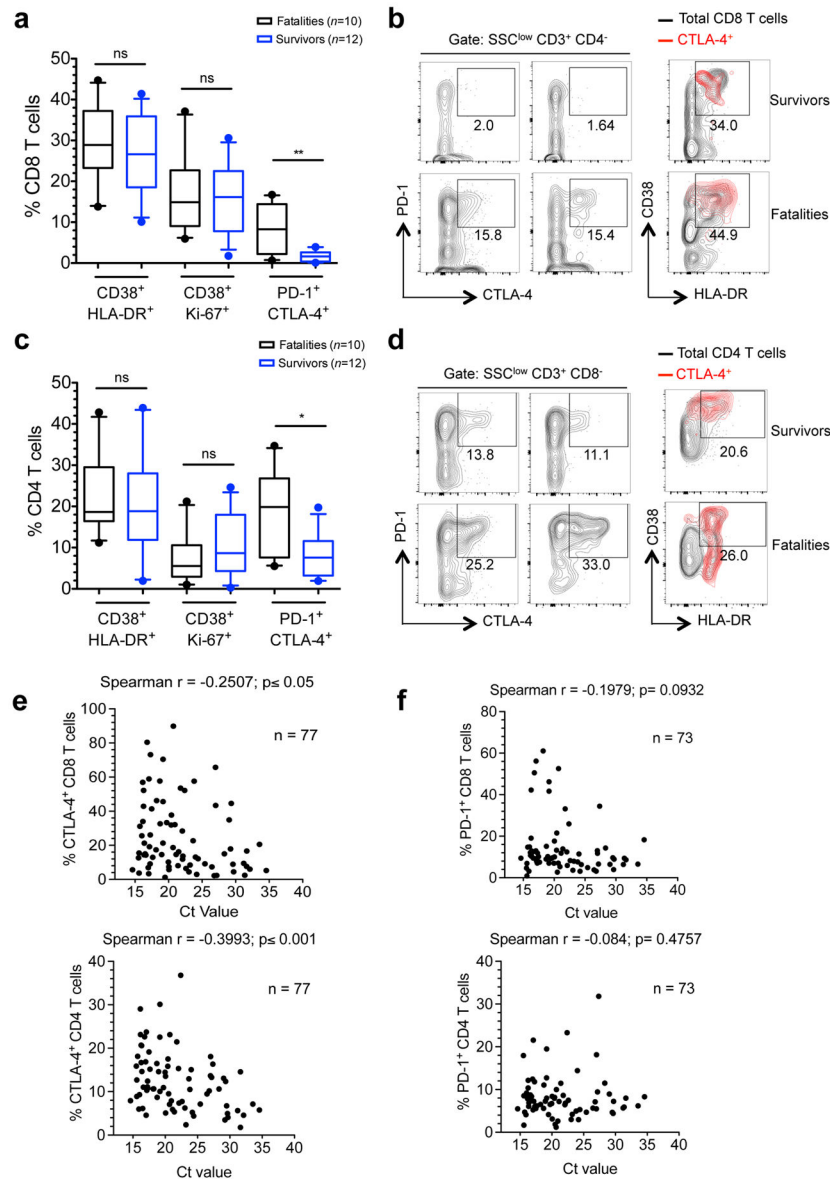 a
Fatalities (n=10)
Survivors (n=12)
% CD8 T cells
50
40
30
20
10
0
ns
ns
**
CD38+ HLA-DR+
CD38+ Ki-67+
PD-1+ CTLA-4+
b
Gate: SSClow CD3+ CD4-
Total CD8 T cells
CTLA-4+
2.0
1.64
34.0
Survivors
15.8
15.4
44.9
Fatalities
PD-1
CTLA-4
CD38
HLA-DR
c
Fatalities (n=10)
Survivors (n=12)
% CD4 T cells
50
40
30
20
10
0
ns
ns
*
CD38+ HLA-DR+
CD38+ Ki-67+
PD-1+ CTLA-4+
d
Gate: SSClow CD3+ CD8-
Total CD4 T cells
CTLA-4+
13.8
11.1
20.6
Survivors
25.2
33.0
26.0
Fatalities
PD-1
CTLA-4
CD38
HLA-DR
e
Spearman r = -0.2507; p≤ 0.05
n = 77
% CTLA-4+ CD8 T cells
100
80
60
40
20
0
15 20 25 30 35 40
Ct Value
Spearman r = -0.3993; p≤ 0.001
n = 77
% CTLA-4+ CD4 T cells
40
30
20
10
0
15 20 25 30 35 40
Ct value
f
Spearman r = -0.1979; p= 0.0932
n = 73
% PD-1+ CD8 T cells
80
60
40
20
0
15 20 25 30 35 40
Ct Value
Spearman r = -0.084; p= 0.4757
n = 73
% PD-1+ CD4 T cells
40
30
20
10
0
15 20 25 30 35 40
Ct value